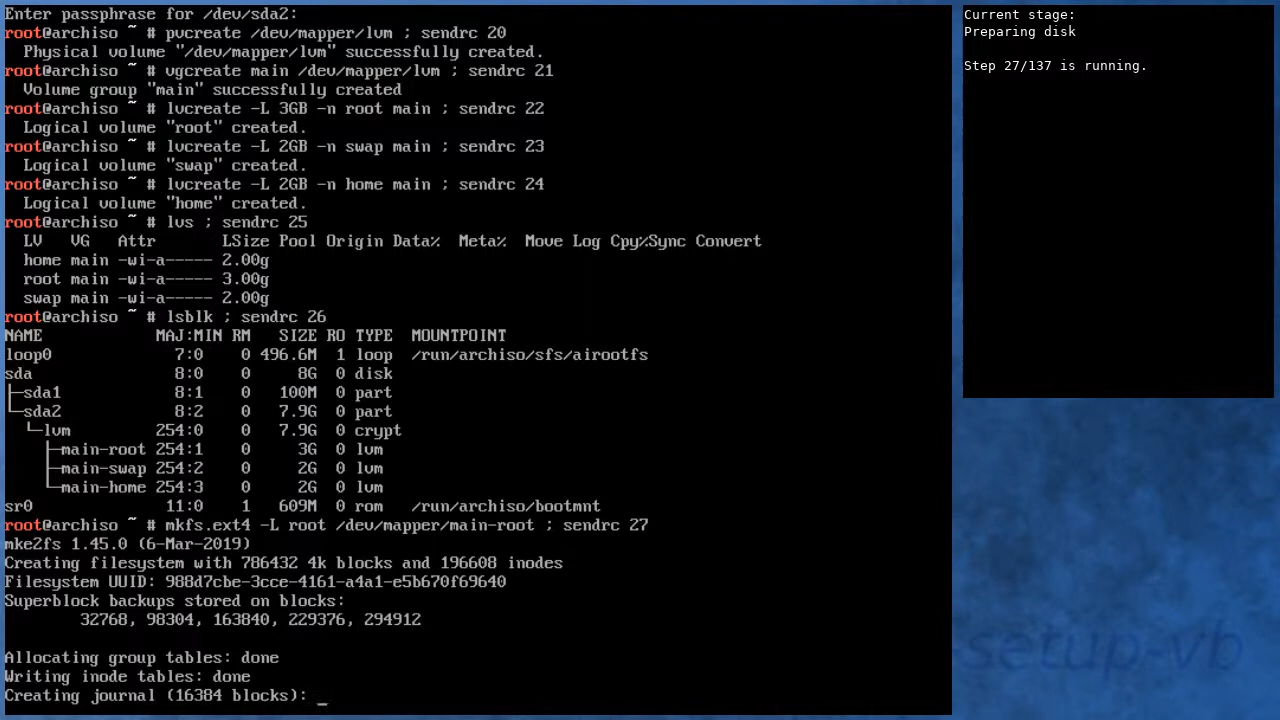 Enter passphrase for /dev/sda2:
root@archiso ~ # pvcreate /dev/mapper/lvm ; sendrc 20
  Physical volume "/dev/mapper/lvm" successfully created.
root@archiso ~ # vgcreate main /dev/mapper/lvm ; sendrc 21
  Volume group "main" successfully created
root@archiso ~ # lvcreate -L 3GB -n root main ; sendrc 22
  Logical volume "root" created.
root@archiso ~ # lvcreate -L 2GB -n swap main ; sendrc 23
  Logical volume "swap" created.
root@archiso ~ # lvcreate -L 2GB -n home main ; sendrc 24
  Logical volume "home" created.
root@archiso ~ # lvs ; sendrc 25
  LV   VG   Attr       LSize Pool Origin Data%  Meta%  Move Log Cpy%Sync Convert
  home main -wi-a----- 2.00g
  root main -wi-a----- 3.00g
  swap main -wi-a----- 2.00g
root@archiso ~ # lsblk ; sendrc 26
NAME            MAJ:MIN RM   SIZE RO TYPE  MOUNTPOINT
loop0             7:0    0 496.6M  1 loop  /run/archiso/sfs/airootfs
sda               8:0    0     8G  0 disk
├─sda1            8:1    0   100M  0 part
└─sda2            8:2    0   7.9G  0 part
  └─lvm         254:0    0   7.9G  0 crypt
    ├─main-root 254:1    0     3G  0 lvm
    ├─main-swap 254:2    0     2G  0 lvm
    └─main-home 254:3    0     2G  0 lvm
sr0              11:0    1   609M  0 rom   /run/archiso/bootmnt
root@archiso ~ # mkfs.ext4 -L root /dev/mapper/main-root ; sendrc 27
mke2fs 1.45.0 (6-Mar-2019)
Creating filesystem with 786432 4k blocks and 196608 inodes
Filesystem UUID: 988d7cbe-3cce-4161-a4a1-e5b670f69640
Superblock backups stored on blocks:
        32768, 98304, 163840, 229376, 294912
Allocating group tables: done
Writing inode tables: done
Creating journal (16384 blocks): _
Current stage:
Preparing disk
Step 27/137 is running.
-setup-vb